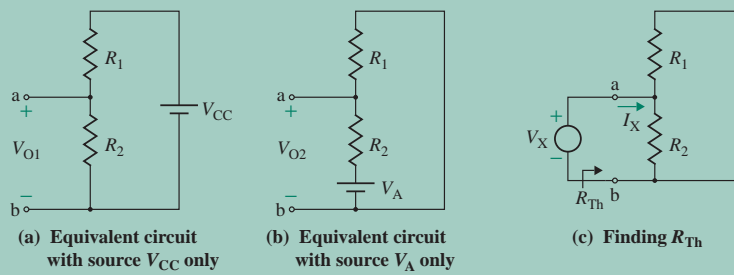 R1
a
+
VO1
R2
VCC
−
b
(a) Equivalent circuit
with source VCC only
R1
a
+
VO2
R2
VA
−
b
(b) Equivalent circuit
with source VA only
R1
a
+
IX
VX
R2
−
RTh
b
(c) Finding RTh